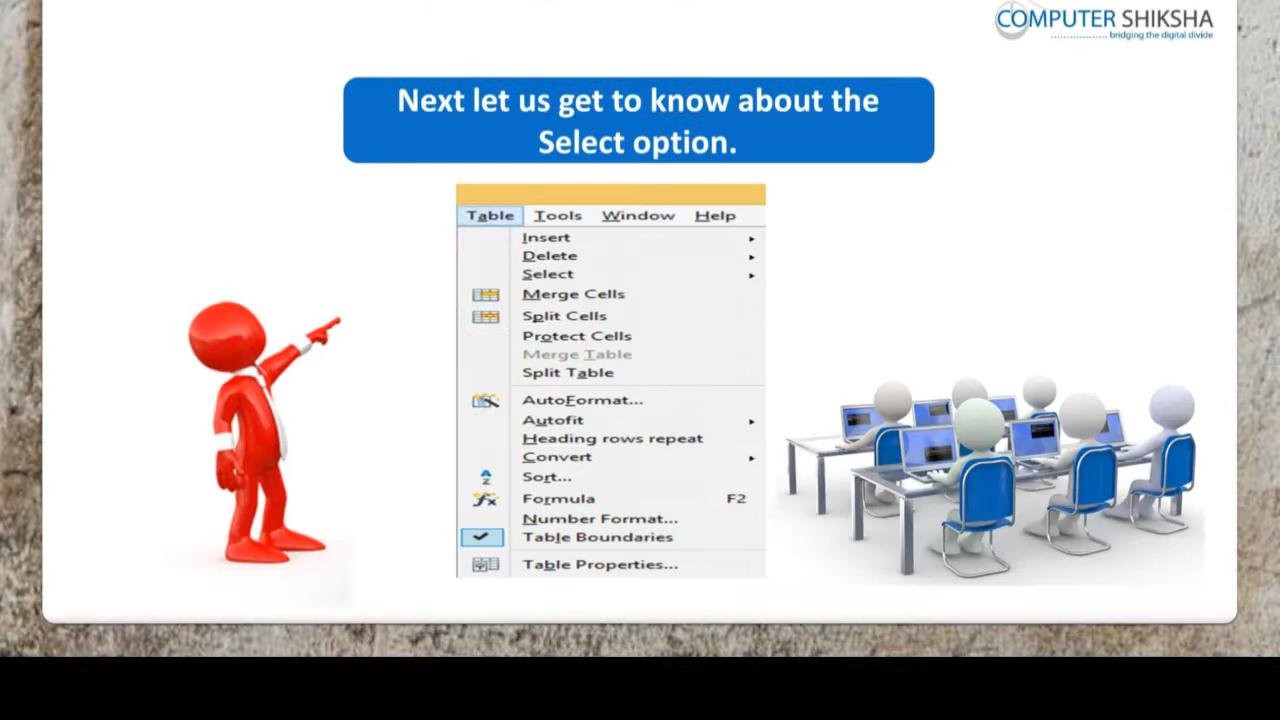 COMPUTER SHIKSHA
bridging the digital divide
Next let us get to know about the
Select option.
Table Tools Window Help
Insert
Delete
Select
Merge Cells
Split Cells
Protect Cells
Merge Table
Split Table
AutoFormat...
Autofit
Heading rows repeat
Convert
Sort...
Formula F2
Number Format...
Table Boundaries
Table Properties...